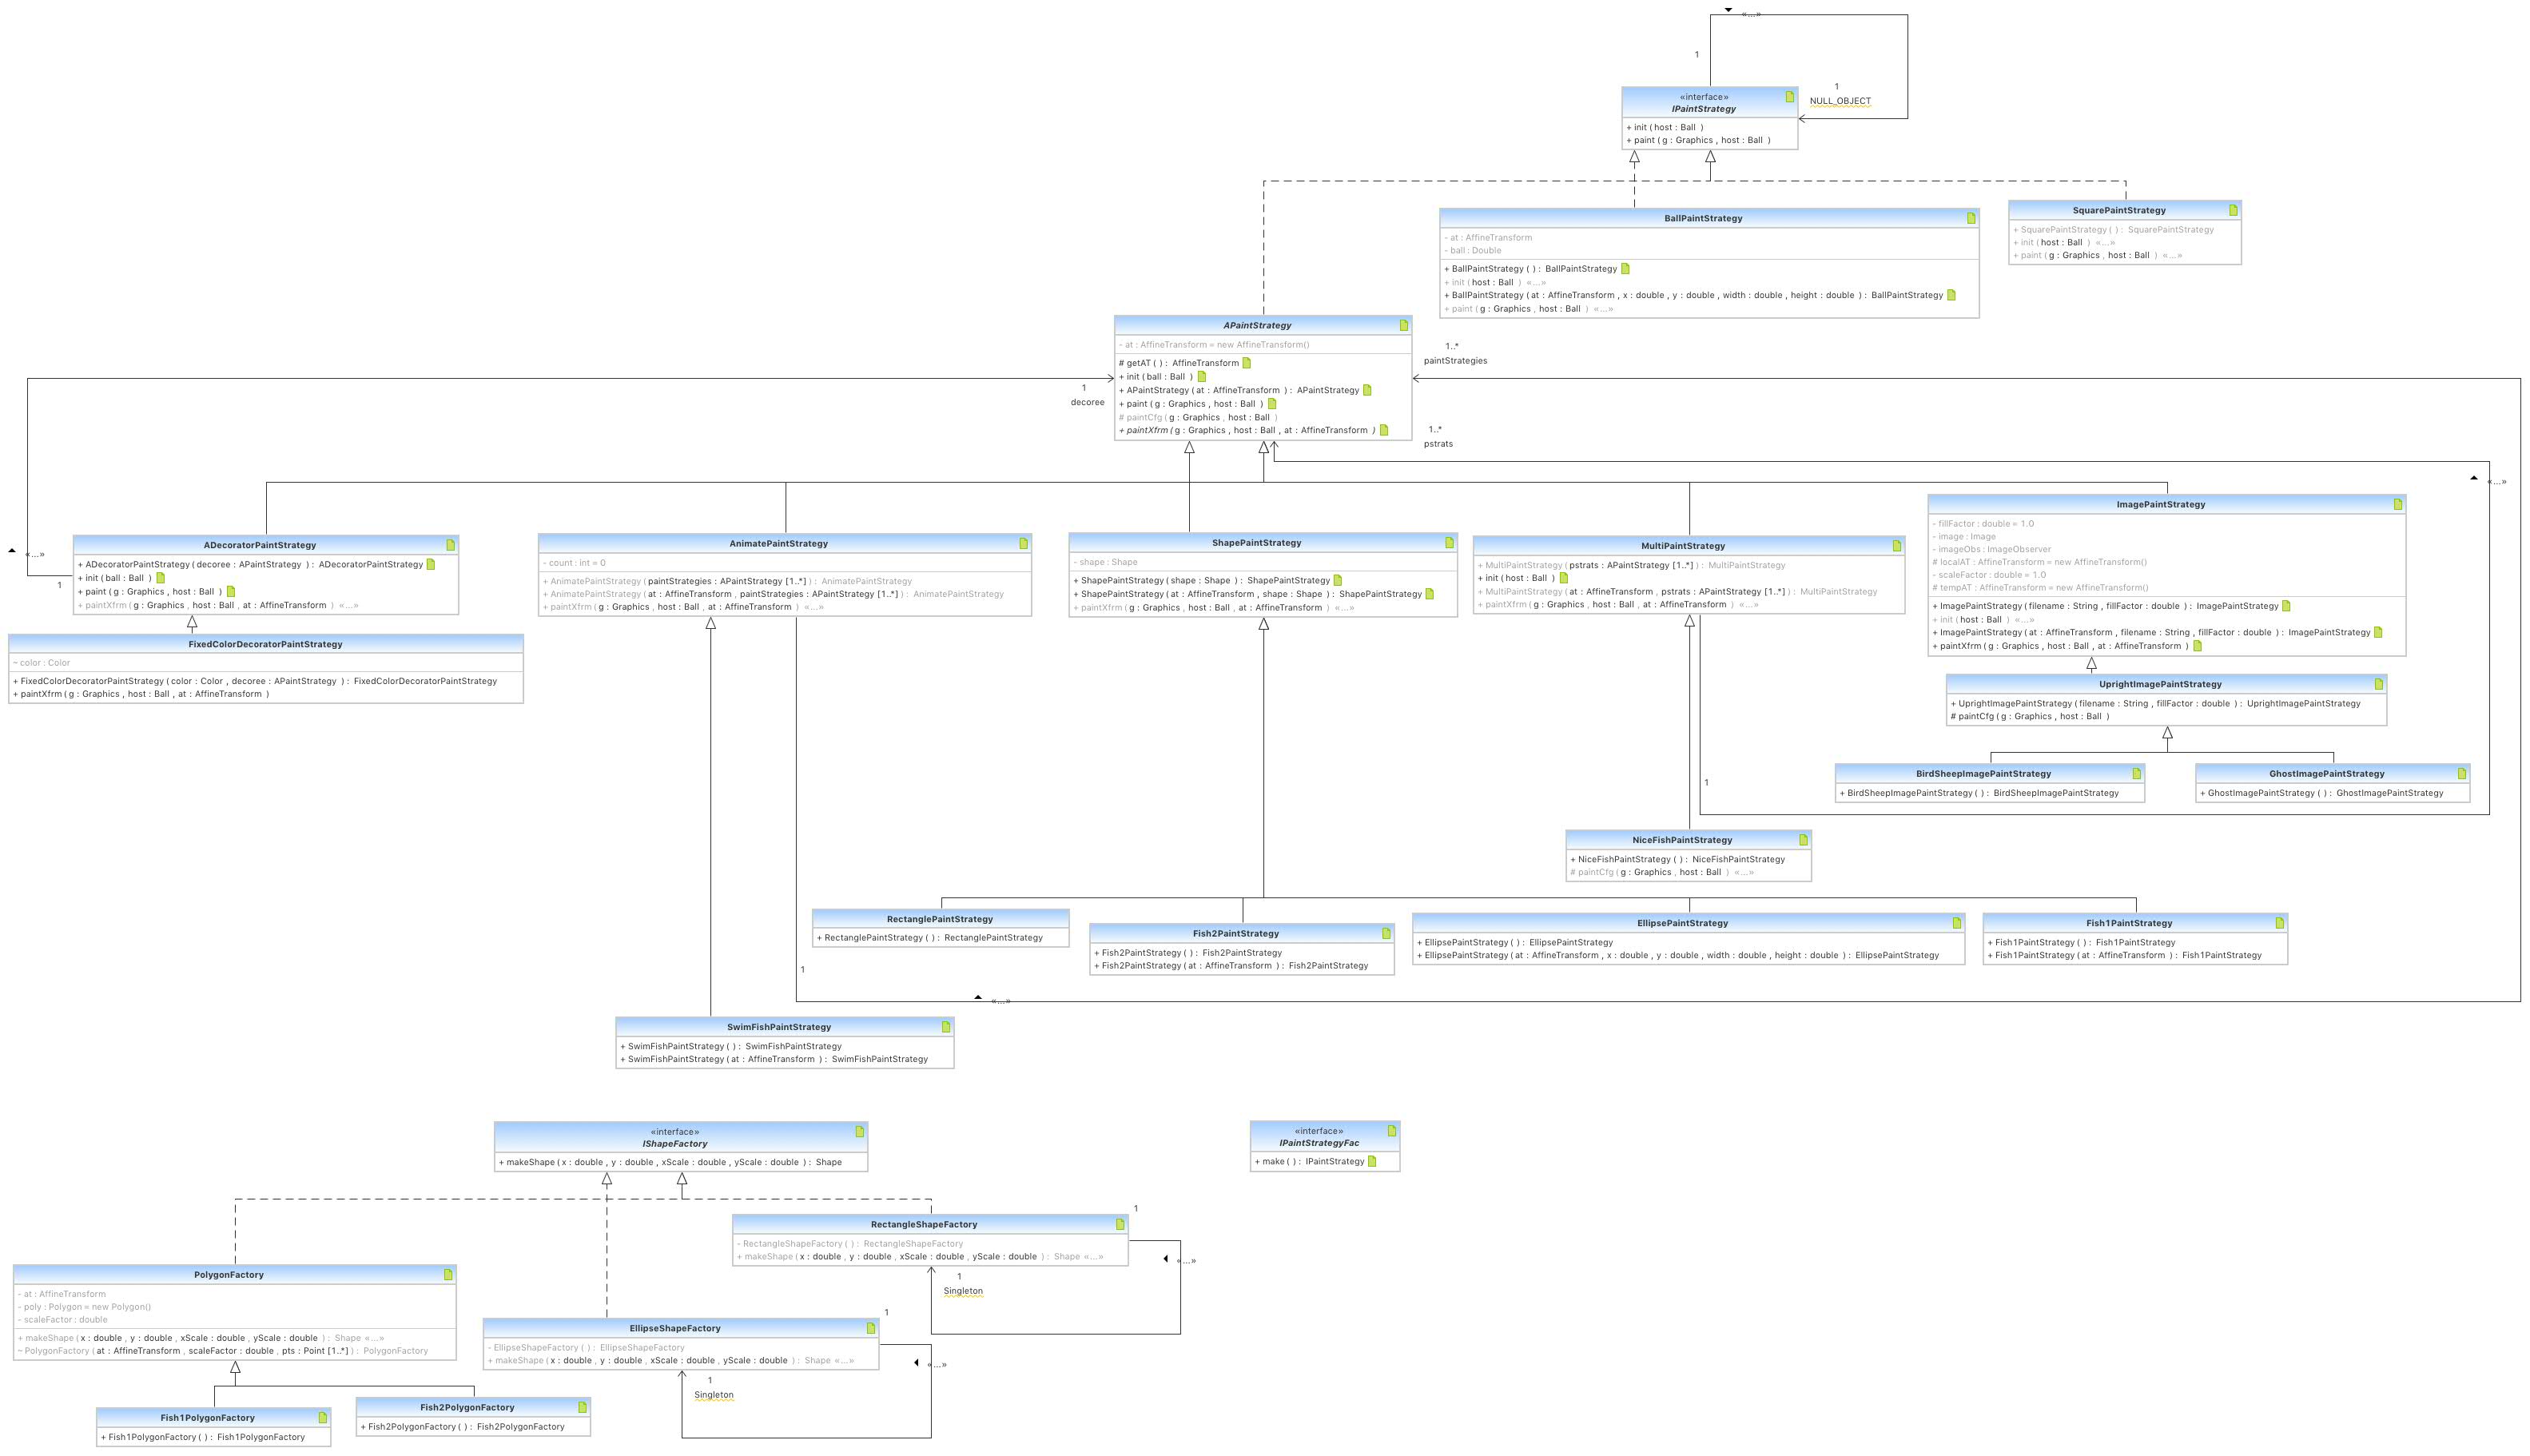 «...»
1
1
NULL_OBJECT
«interface»
IPaintStrategy
+ init ( host : Ball )
+ paint ( g : Graphics , host : Ball )
BallPaintStrategy
- at : AffineTransform
- ball : Double
+ BallPaintStrategy ( ) : BallPaintStrategy
+ init ( host : Ball ) «...»
+ BallPaintStrategy ( at : AffineTransform , x : double , y : double , width : double , height : double ) : BallPaintStrategy
+ paint ( g : Graphics , host : Ball ) «...»
SquarePaintStrategy
+ SquarePaintStrategy ( ) : SquarePaintStrategy
+ init ( host : Ball ) «...»
+ paint ( g : Graphics , host : Ball ) «...»
APaintStrategy
- at : AffineTransform = new AffineTransform()
# getAT ( ) : AffineTransform
+ init ( ball : Ball )
+ APaintStrategy ( at : AffineTransform ) : APaintStrategy
+ paint ( g : Graphics , host : Ball )
# paintCfg ( g : Graphics , host : Ball )
+ paintXfrm ( g : Graphics , host : Ball , at : AffineTransform )
1
decoree
1..*
paintStrategies
1..*
pstrats
«...»
1
«...»
ADecoratorPaintStrategy
+ ADecoratorPaintStrategy ( decoree : APaintStrategy ) : ADecoratorPaintStrategy
+ init ( ball : Ball )
+ paint ( g : Graphics , host : Ball )
+ paintXfrm ( g : Graphics , host : Ball , at : AffineTransform ) «...»
FixedColorDecoratorPaintStrategy
~ color : Color
+ FixedColorDecoratorPaintStrategy ( color : Color , decoree : APaintStrategy ) : FixedColorDecoratorPaintStrategy
+ paintXfrm ( g : Graphics , host : Ball , at : AffineTransform )
AnimatePaintStrategy
- count : int = 0
+ AnimatePaintStrategy ( paintStrategies : APaintStrategy [1..*] ) : AnimatePaintStrategy
+ AnimatePaintStrategy ( at : AffineTransform , paintStrategies : APaintStrategy [1..*] ) : AnimatePaintStrategy
+ paintXfrm ( g : Graphics , host : Ball , at : AffineTransform ) «...»
ShapePaintStrategy
- shape : Shape
+ ShapePaintStrategy ( shape : Shape ) : ShapePaintStrategy
+ ShapePaintStrategy ( at : AffineTransform , shape : Shape ) : ShapePaintStrategy
+ paintXfrm ( g : Graphics , host : Ball , at : AffineTransform ) «...»
MultiPaintStrategy
+ MultiPaintStrategy ( pstrats : APaintStrategy [1..*] ) : MultiPaintStrategy
+ init ( host : Ball )
+ MultiPaintStrategy ( at : AffineTransform , pstrats : APaintStrategy [1..*] ) : MultiPaintStrategy
+ paintXfrm ( g : Graphics , host : Ball , at : AffineTransform ) «...»
ImagePaintStrategy
- fillFactor : double = 1.0
- image : Image
- imageObs : ImageObserver
# localAT : AffineTransform = new AffineTransform()
- scaleFactor : double = 1.0
# tempAT : AffineTransform = new AffineTransform()
+ ImagePaintStrategy ( filename : String , fillFactor : double ) : ImagePaintStrategy
+ init ( host : Ball ) «...»
+ ImagePaintStrategy ( at : AffineTransform , filename : String , fillFactor : double ) : ImagePaintStrategy
+ paintXfrm ( g : Graphics , host : Ball , at : AffineTransform )
UprightImagePaintStrategy
+ UprightImagePaintStrategy ( filename : String , fillFactor : double ) : UprightImagePaintStrategy
# paintCfg ( g : Graphics , host : Ball )
BirdSheepImagePaintStrategy
+ BirdSheepImagePaintStrategy ( ) : BirdSheepImagePaintStrategy
GhostImagePaintStrategy
+ GhostImagePaintStrategy ( ) : GhostImagePaintStrategy
1
NiceFishPaintStrategy
+ NiceFishPaintStrategy ( ) : NiceFishPaintStrategy
# paintCfg ( g : Graphics , host : Ball ) «...»
RectanglePaintStrategy
+ RectanglePaintStrategy ( ) : RectanglePaintStrategy
Fish2PaintStrategy
+ Fish2PaintStrategy ( ) : Fish2PaintStrategy
+ Fish2PaintStrategy ( at : AffineTransform ) : Fish2PaintStrategy
EllipsePaintStrategy
+ EllipsePaintStrategy ( ) : EllipsePaintStrategy
+ EllipsePaintStrategy ( at : AffineTransform , x : double , y : double , width : double , height : double ) : EllipsePaintStrategy
Fish1PaintStrategy
+ Fish1PaintStrategy ( ) : Fish1PaintStrategy
+ Fish1PaintStrategy ( at : AffineTransform ) : Fish1PaintStrategy
1
«...»
SwimFishPaintStrategy
+ SwimFishPaintStrategy ( ) : SwimFishPaintStrategy
+ SwimFishPaintStrategy ( at : AffineTransform ) : SwimFishPaintStrategy
«interface»
IShapeFactory
+ makeShape ( x : double , y : double , xScale : double , yScale : double ) : Shape
«interface»
IPaintStrategyFac
+ make ( ) : IPaintStrategy
RectangleShapeFactory
- RectangleShapeFactory ( ) : RectangleShapeFactory
+ makeShape ( x : double , y : double , xScale : double , yScale : double ) : Shape «...»
1
«...»
1
Singleton
PolygonFactory
- at : AffineTransform
- poly : Polygon = new Polygon()
- scaleFactor : double
+ makeShape ( x : double , y : double , xScale : double , yScale : double ) : Shape «...»
~ PolygonFactory ( at : AffineTransform , scaleFactor : double , pts : Point [1..*] ) : PolygonFactory
EllipseShapeFactory
- EllipseShapeFactory ( ) : EllipseShapeFactory
+ makeShape ( x : double , y : double , xScale : double , yScale : double ) : Shape «...»
1
«...»
1
Singleton
Fish1PolygonFactory
+ Fish1PolygonFactory ( ) : Fish1PolygonFactory
Fish2PolygonFactory
+ Fish2PolygonFactory ( ) : Fish2PolygonFactory